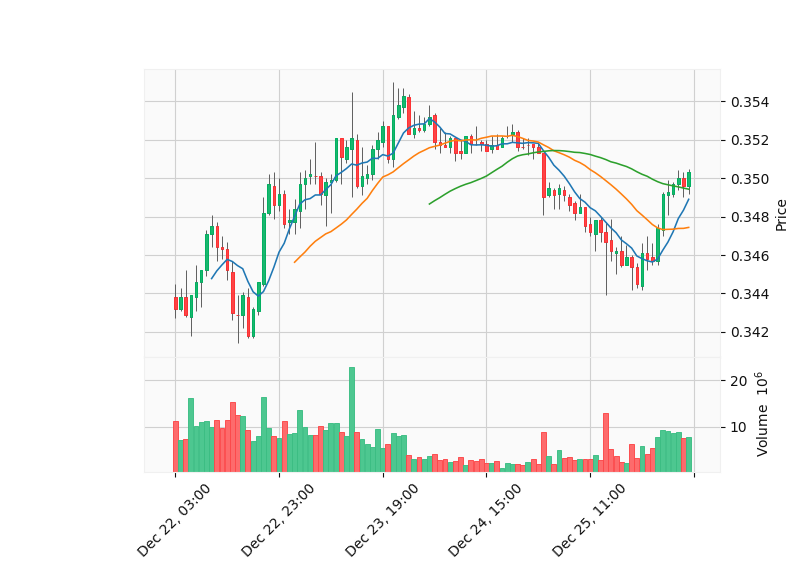 0.354
0.352
0.350
0.348
0.346
0.344
0.342
Price
20
10
Volume 10^6
Dec 22, 03:00
Dec 22, 23:00
Dec 23, 19:00
Dec 24, 15:00
Dec 25, 11:00